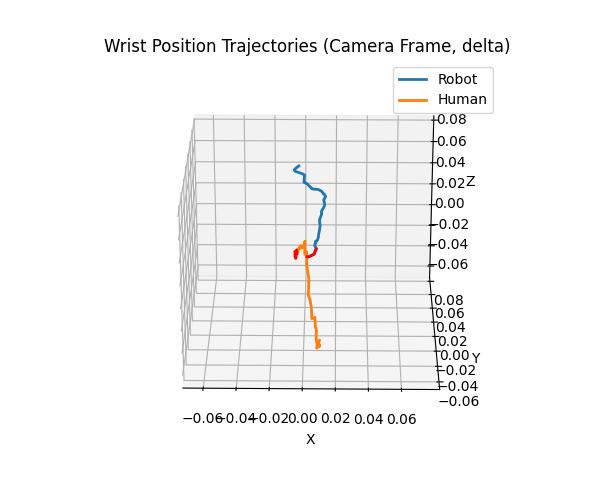 Wrist Position Trajectories (Camera Frame, delta)
Robot
Human
0.08
0.06
0.04
0.02
Z
0.00
−0.02
−0.04
−0.06
0.08
0.06
0.04
0.02
0.00
Y
−0.02
−0.04
−0.06
−0.06 −0.04 −0.02 0.00 0.02 0.04 0.06
X